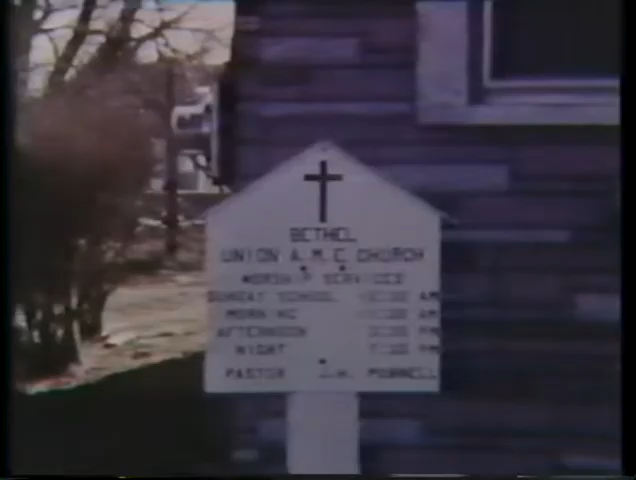 BETHEL
UNION A. M. E. CHURCH
WORSHIP SERVICES
SUNDAY SCHOOL AM
MORNING AM
AFTERNOON PM
NIGHT PM
PASTOR